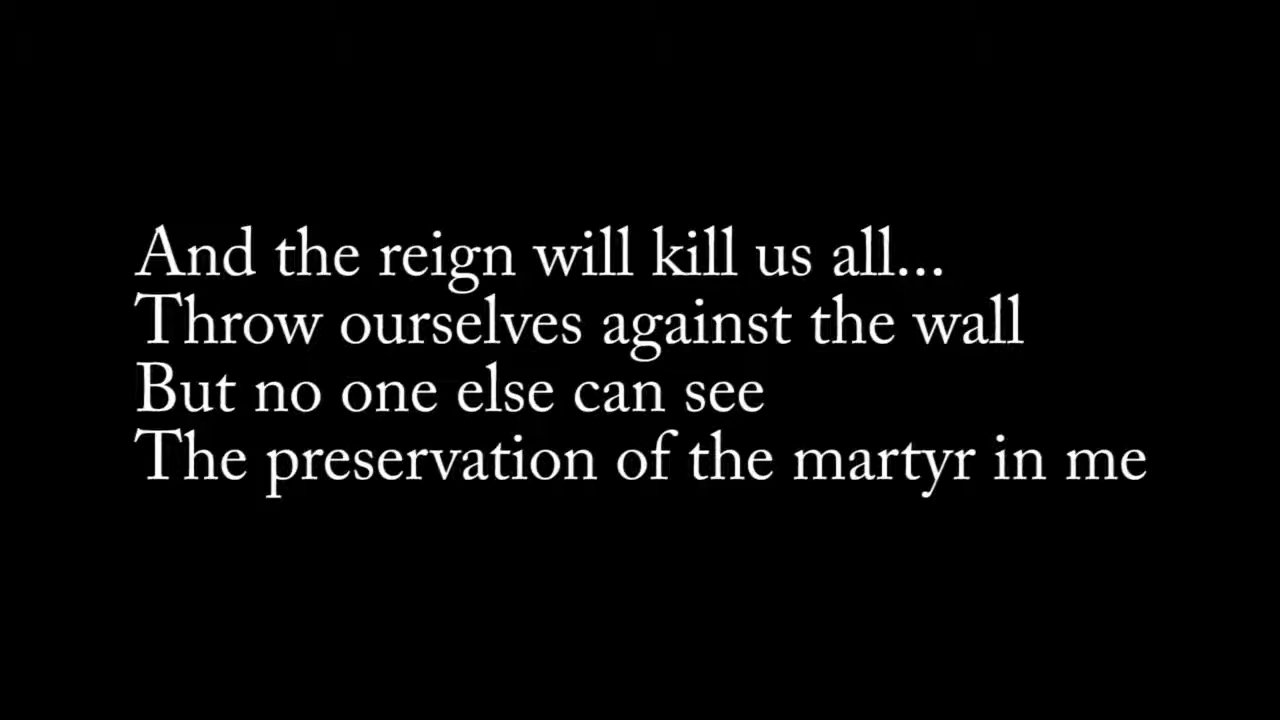 And the reign will kill us all...
Throw ourselves against the wall
But no one else can see
The preservation of the martyr in me